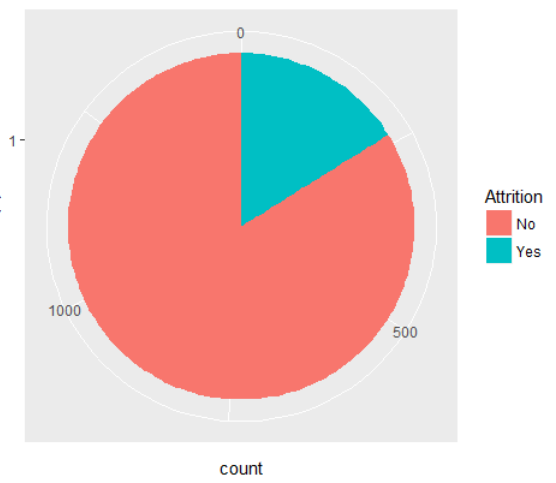 0
1
1000
500
count
Attrition
No
Yes